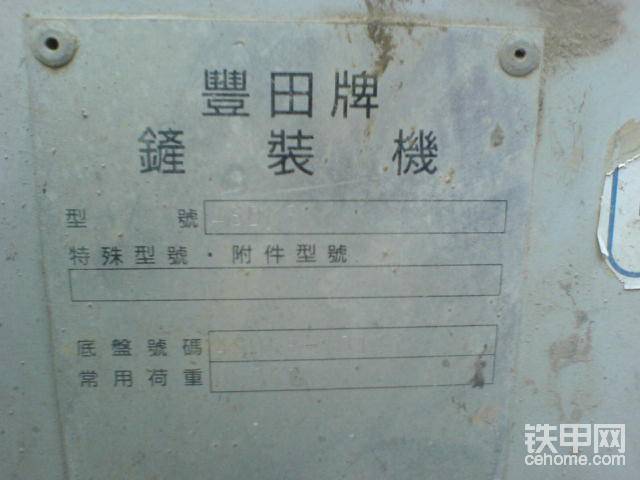 豐田牌
鏟裝機
型號
特殊型號・附件型號
底盤號碼
常用荷重
铁甲网
cehome.com